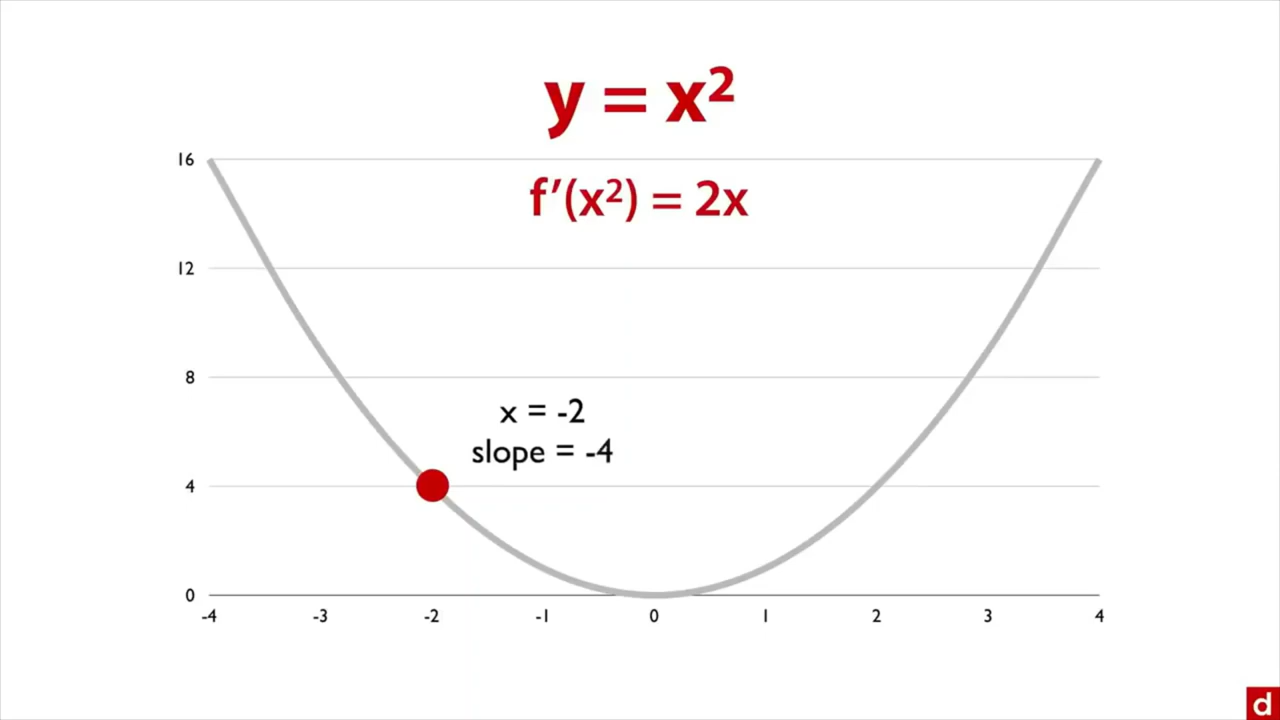 y = x²
16
f′(x²) = 2x
12
8
x = -2
slope = -4
4
0
-4 -3 -2 -1 0 1 2 3 4
d